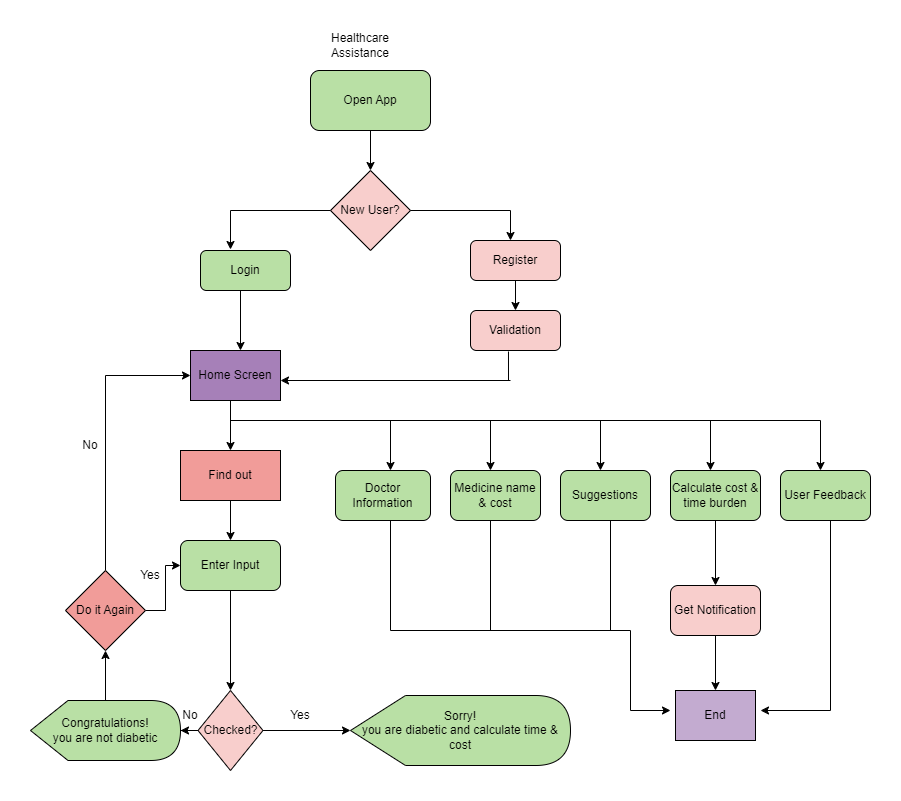 Healthcare
Assistance
Open App
New User?
Login
Register
Validation
Home Screen
No
Find out
Doctor
Information
Medicine name
& cost
Suggestions
Calculate cost &
time burden
User Feedback
Enter Input
Yes
Do it Again
Get Notification
Congratulations!
you are not diabetic
No
Checked?
Yes
Sorry!
you are diabetic and calculate time &
cost
End